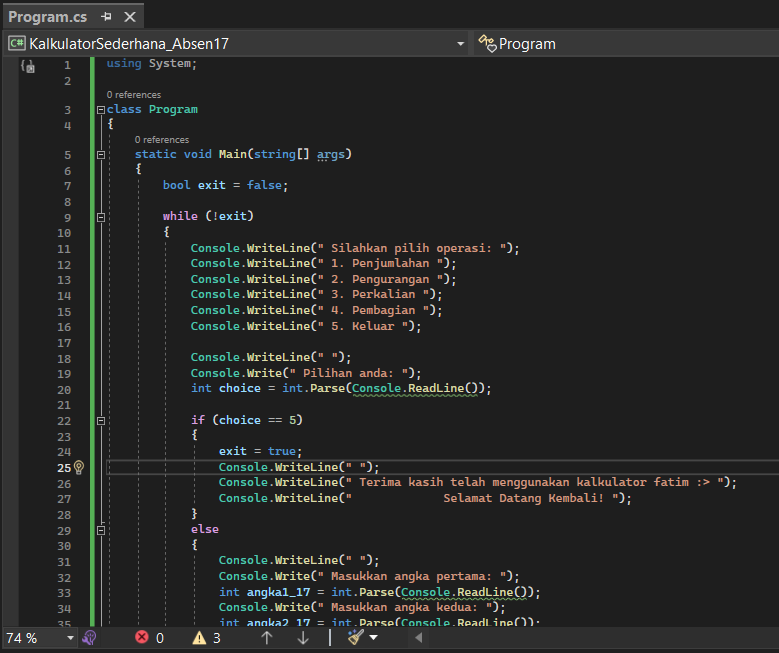 Program.cs
C# KalkulatorSederhana_Absen17 Program
1 using System;
2
0 references
3 class Program
4 {
0 references
5 static void Main(string[] args)
6 {
7 bool exit = false;
8
9 while (!exit)
10 {
11 Console.WriteLine(" Silahkan pilih operasi: ");
12 Console.WriteLine(" 1. Penjumlahan ");
13 Console.WriteLine(" 2. Pengurangan ");
14 Console.WriteLine(" 3. Perkalian ");
15 Console.WriteLine(" 4. Pembagian ");
16 Console.WriteLine(" 5. Keluar ");
17
18 Console.WriteLine(" ");
19 Console.Write(" Pilihan anda: ");
20 int choice = int.Parse(Console.ReadLine());
21
22 if (choice == 5)
23 {
24 exit = true;
25 Console.WriteLine(" ");
26 Console.WriteLine(" Terima kasih telah menggunakan kalkulator fatim :> ");
27 Console.WriteLine("             Selamat Datang Kembali! ");
28 }
29 else
30 {
31 Console.WriteLine(" ");
32 Console.Write(" Masukkan angka pertama: ");
33 int angka1_17 = int.Parse(Console.ReadLine());
34 Console.Write(" Masukkan angka kedua: ");
35 int angka2_17 = int.Parse(Console.ReadLine());
74 % 0 3